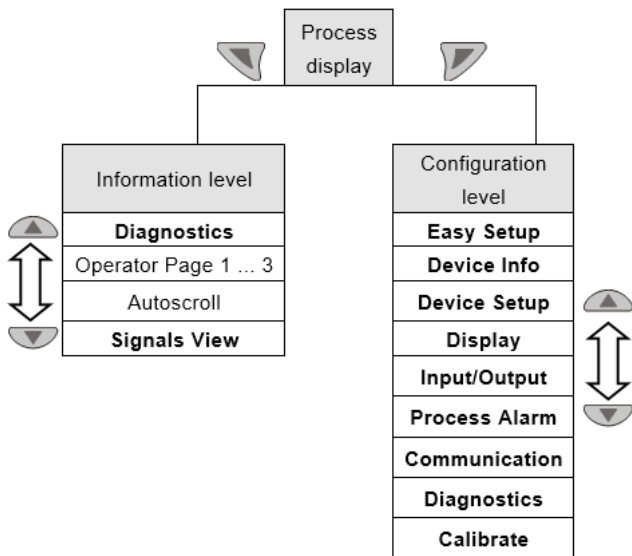 Process
display
Information level
Diagnostics
Operator Page 1 ... 3
Autoscroll
Signals View
Configuration
level
Easy Setup
Device Info
Device Setup
Display
Input/Output
Process Alarm
Communication
Diagnostics
Calibrate